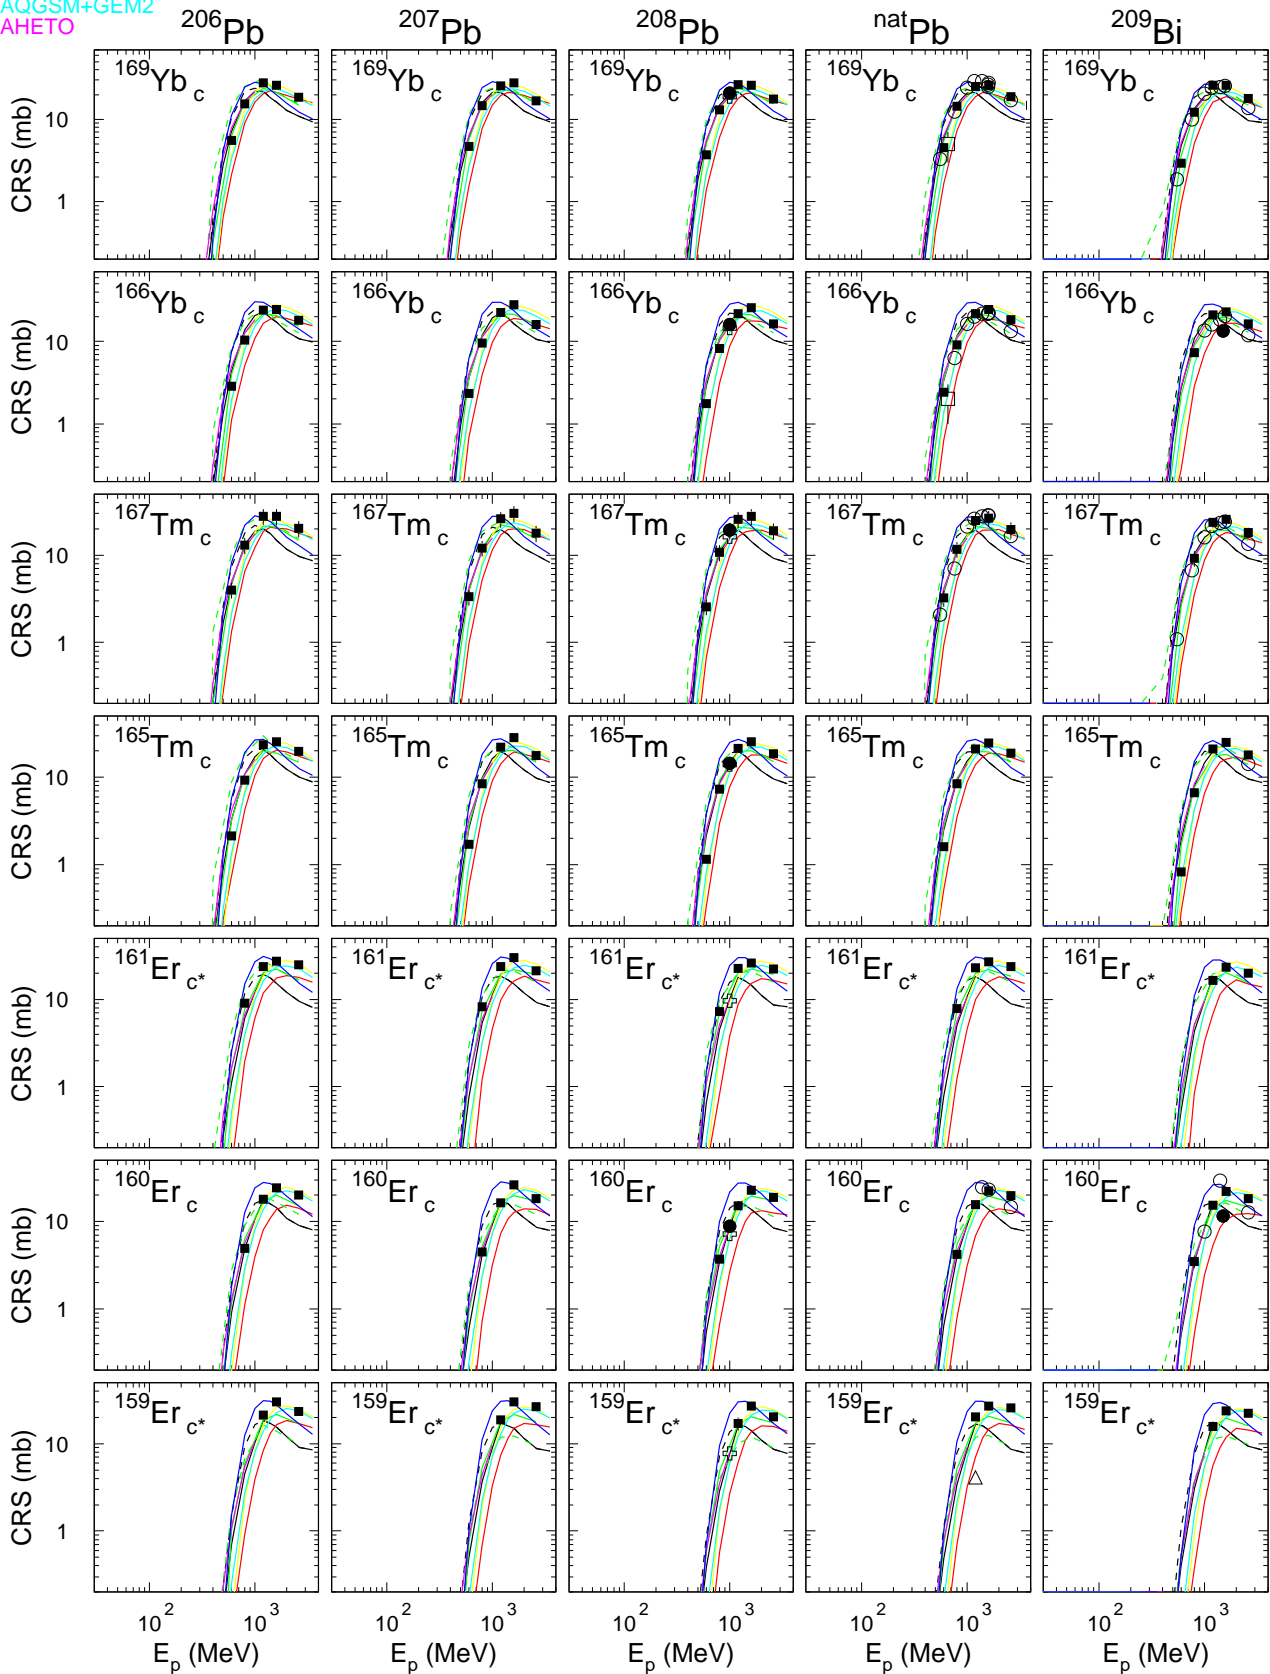 AQGSM+GEM2
AHETO
206Pb 207Pb 208Pb natPb 209Bi
CRS (mb) 10 1 169Yb c 169Yb c 169Yb c 169Yb c 169Yb c
CRS (mb) 10 1 166Yb c 166Yb c 166Yb c 166Yb c 166Yb c
CRS (mb) 10 1 167Tm c 167Tm c 167Tm c 167Tm c 167Tm c
CRS (mb) 10 1 165Tm c 165Tm c 165Tm c 165Tm c 165Tm c
CRS (mb) 10 1 161Er c* 161Er c* 161Er c* 161Er c* 161Er c*
CRS (mb) 10 1 160Er c 160Er c 160Er c 160Er c 160Er c
CRS (mb) 10 1 159Er c* 159Er c* 159Er c* 159Er c* 159Er c*
10 2 10 3 10 2 10 3 10 2 10 3 10 2 10 3 10 2 10 3
Ep (MeV) Ep (MeV) Ep (MeV) Ep (MeV) Ep (MeV)